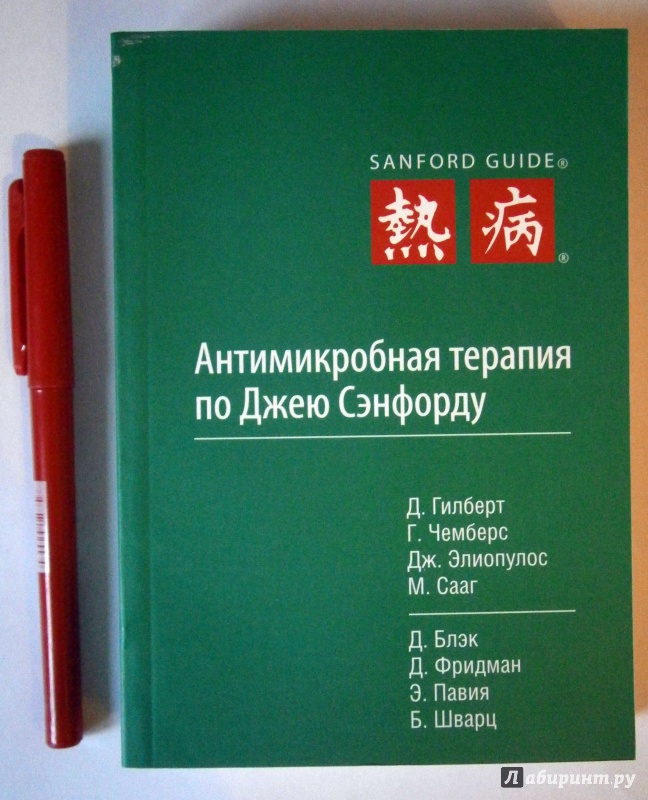 SANFORD GUIDE®
熱 病 ®
Антимикробная терапия
по Джею Сэнфорду
Д. Гилберт
Г. Чемберс
Дж. Элиопулос
М. Сааг
Д. Блэк
Д. Фридман
Э. Павия
Б. Шварц
Лабиринт.ру